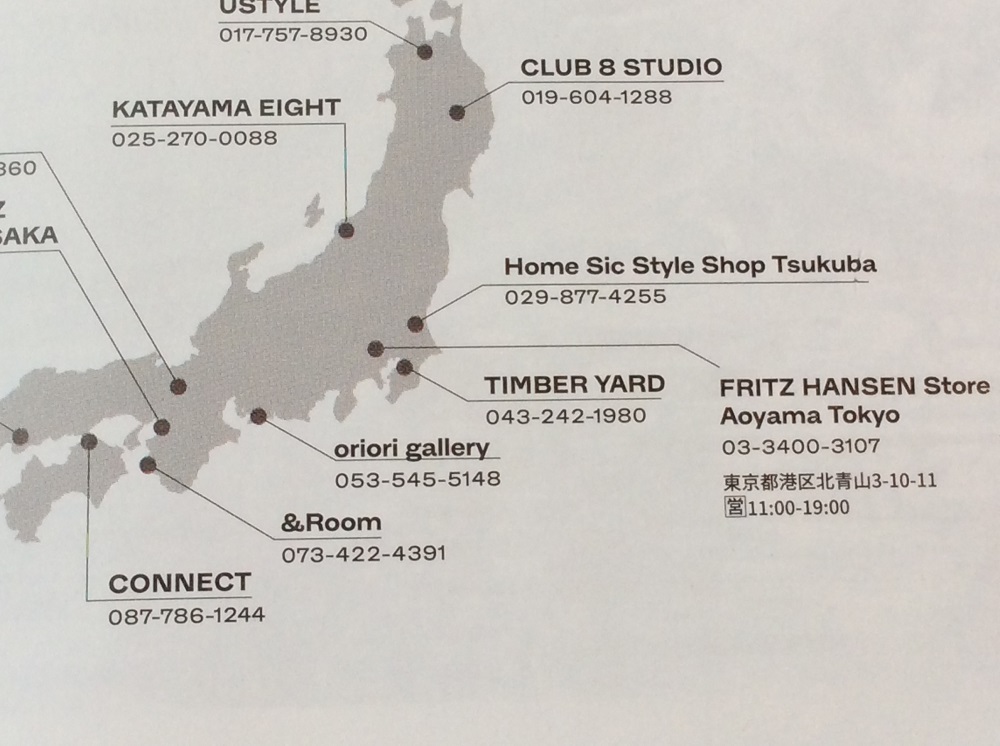 USTYLE
017-757-8930
CLUB 8 STUDIO
019-604-1288
KATAYAMA EIGHT
025-270-0088
360
Z
SAKA
Home Sic Style Shop Tsukuba
029-877-4255
TIMBER YARD
043-242-1980
FRITZ HANSEN Store
Aoyama Tokyo
03-3400-3107
東京都港区北青山3-10-11
営11:00-19:00
oriori gallery
053-545-5148
&Room
073-422-4391
CONNECT
087-786-1244